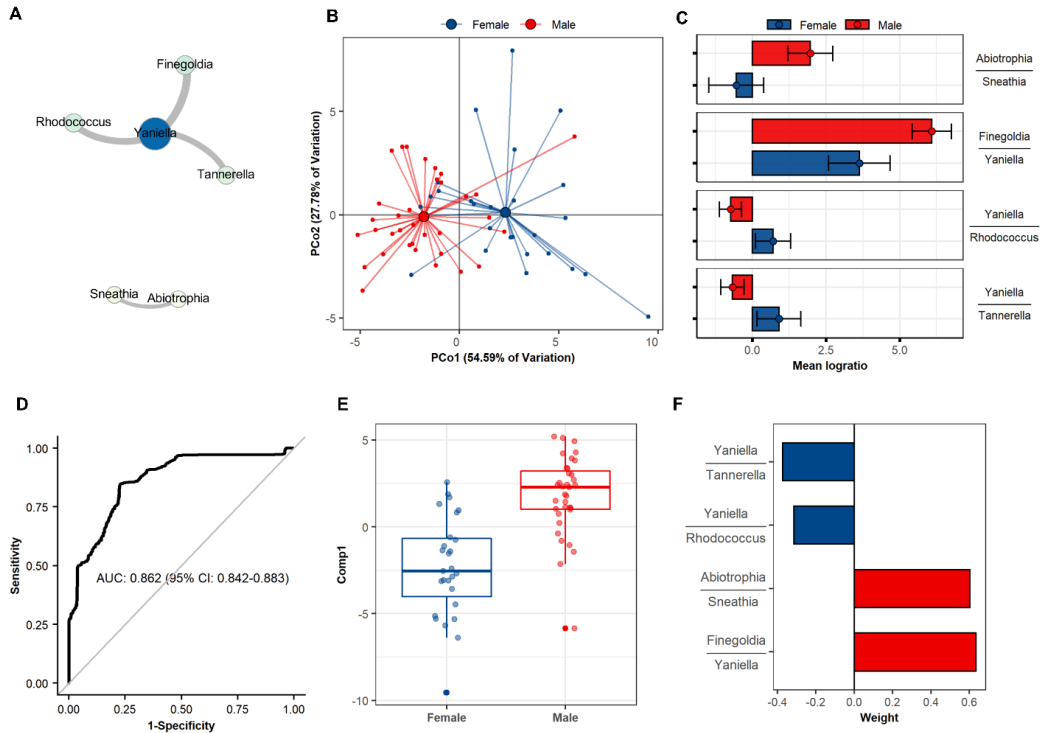 A
Finegoldia
Rhodococcus
Yaniella
Tannerella
Sneathia
Abiotrophia
B
Female
Male
PCo2 (27.78% of Variation)
5
0
-5
-5
0
5
10
PCo1 (54.59% of Variation)
C
Female
Male
Abiotrophia
Sneathia
Finegoldia
Yaniella
Yaniella
Rhodococcus
Yaniella
Tannerella
0.0
2.5
5.0
Mean logratio
D
Sensitivity
1.00
0.75
0.50
0.25
0.00
AUC: 0.862 (95% CI: 0.842-0.883)
0.00
0.25
0.50
0.75
1.00
1-Specificity
E
Comp1
5
0
-5
-10
Female
Male
F
Yaniella
Tannerella
Yaniella
Rhodococcus
Abiotrophia
Sneathia
Finegoldia
Yaniella
-0.4
-0.2
0.0
0.2
0.4
0.6
Weight